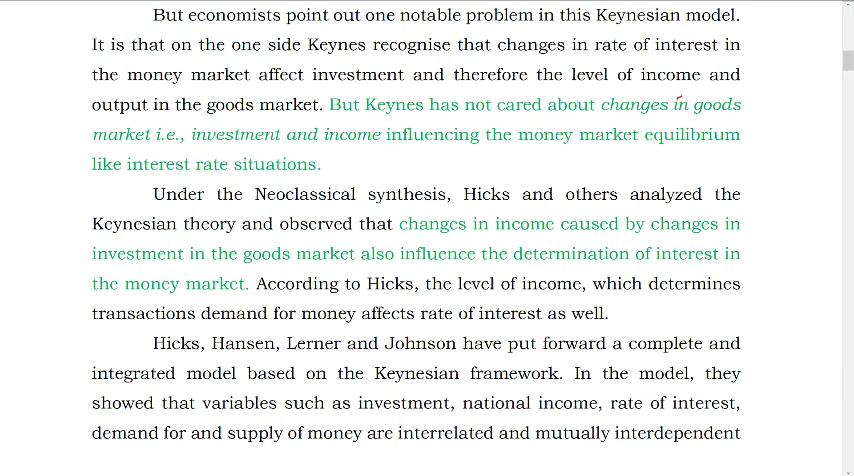 But economists point out one notable problem in this Keynesian model.
It is that on the one side Keynes recognise that changes in rate of interest in
the money market affect investment and therefore the level of income and
output in the goods market. But Keynes has not cared about changes in goods
market i.e., investment and income influencing the money market equilibrium
like interest rate situations.
Under the Neoclassical synthesis, Hicks and others analyzed the
Keynesian theory and observed that changes in income caused by changes in
investment in the goods market also influence the determination of interest in
the money market. According to Hicks, the level of income, which determines
transactions demand for money affects rate of interest as well.
Hicks, Hansen, Lerner and Johnson have put forward a complete and
integrated model based on the Keynesian framework. In the model, they
showed that variables such as investment, national income, rate of interest,
demand for and supply of money are interrelated and mutually interdependent